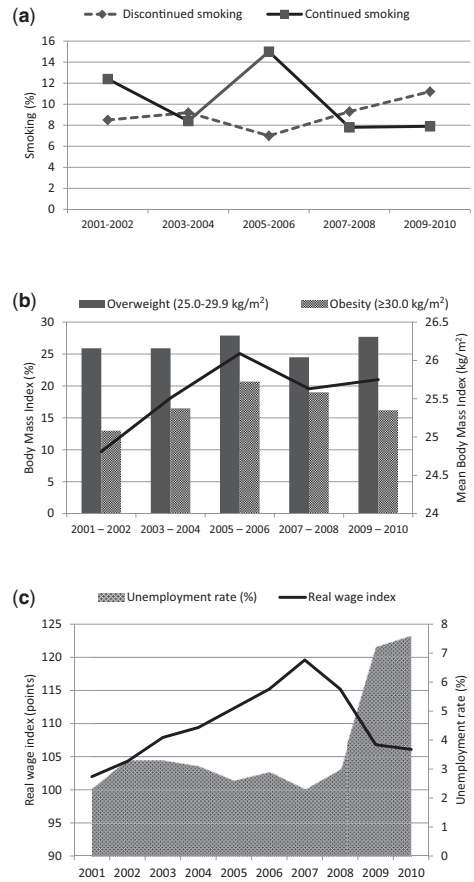 (a)
Discontinued smoking Continued smoking
Smoking (%)
16
14
12
10
8
6
4
2
0
2001-2002 2003-2004 2005-2006 2007-2008 2009-2010
(b)
Overweight (25.0-29.9 kg/m²) Obesity (≥30.0 kg/m²)
Body Mass Index (%)
30
25
20
15
10
5
0
26.5
26
25.5
25
24.5
24
Mean Body Mass Index (kg/m²)
2001 – 2002 2003 – 2004 2005 – 2006 2007 – 2008 2009 – 2010
(c)
Unemployment rate (%) Real wage index
Real wage index (points)
125
120
115
110
105
100
95
90
8
7
6
5
4
3
2
1
0
Unemployment rate (%)
2001 2002 2003 2004 2005 2006 2007 2008 2009 2010